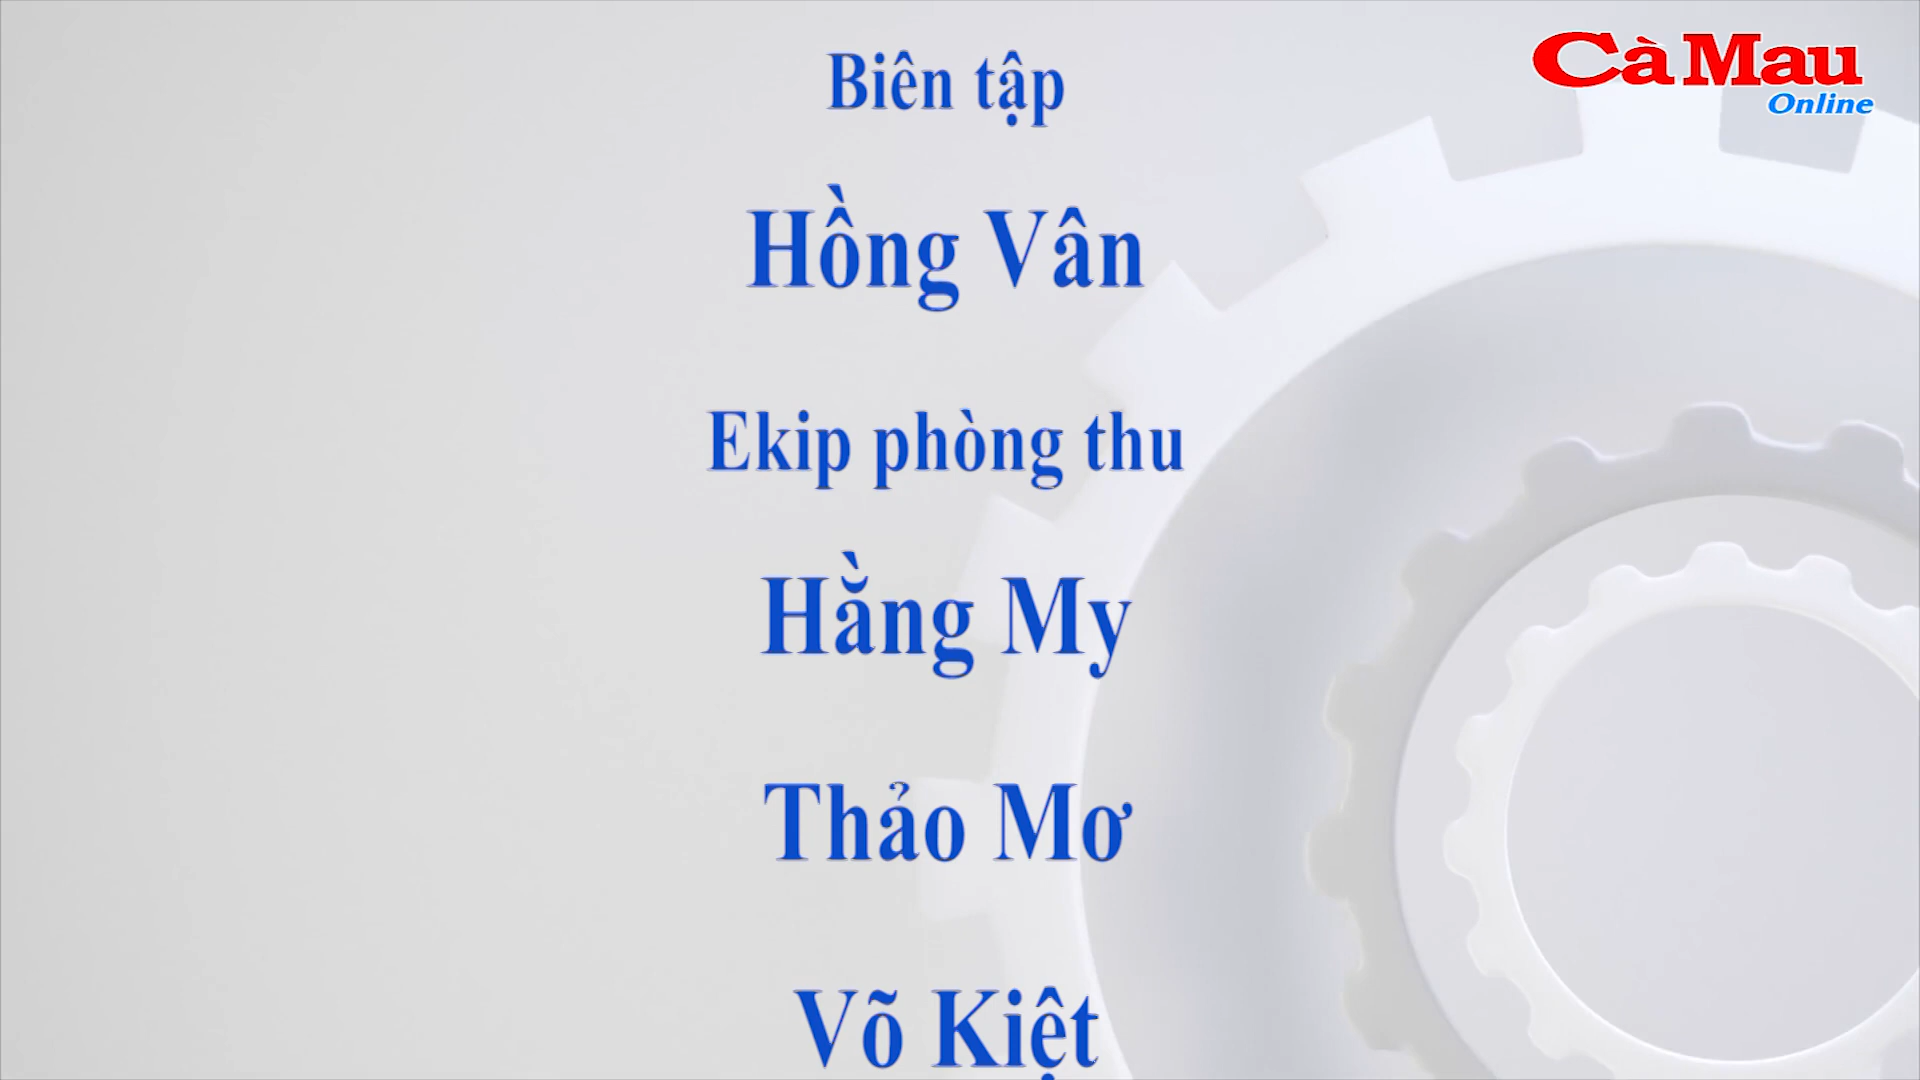 Cà Mau
Online
Biên tập
Hồng Vân
Ekip phòng thu
Hằng My
Thảo Mơ
Võ Kiệt